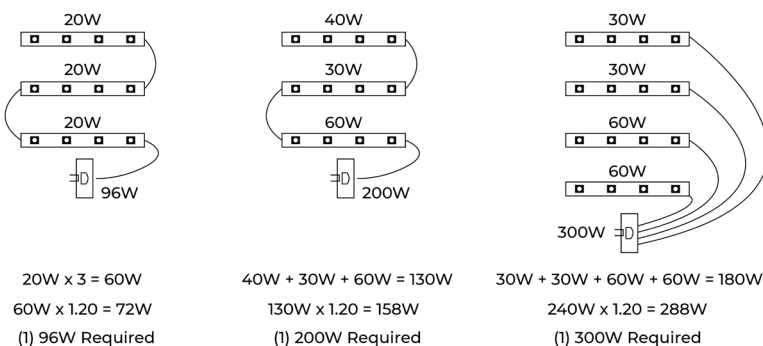 20W
20W
20W
96W
20W x 3 = 60W
60W x 1.20 = 72W
(1) 96W Required
40W
30W
60W
200W
40W + 30W + 60W = 130W
130W x 1.20 = 158W
(1) 200W Required
30W
30W
60W
60W
300W
30W + 30W + 60W + 60W = 180W
240W x 1.20 = 288W
(1) 300W Required